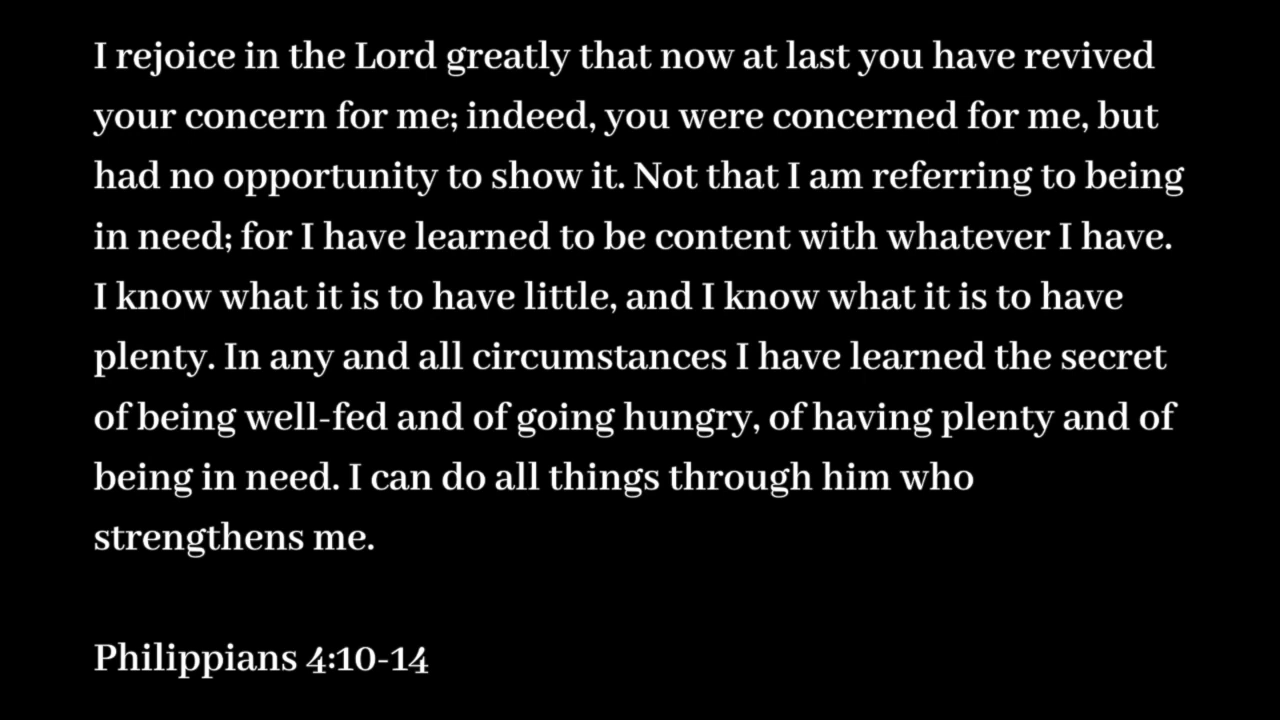 I rejoice in the Lord greatly that now at last you have revived
your concern for me; indeed, you were concerned for me, but
had no opportunity to show it. Not that I am referring to being
in need; for I have learned to be content with whatever I have.
I know what it is to have little, and I know what it is to have
plenty. In any and all circumstances I have learned the secret
of being well-fed and of going hungry, of having plenty and of
being in need. I can do all things through him who
strengthens me.
Philippians 4:10-14